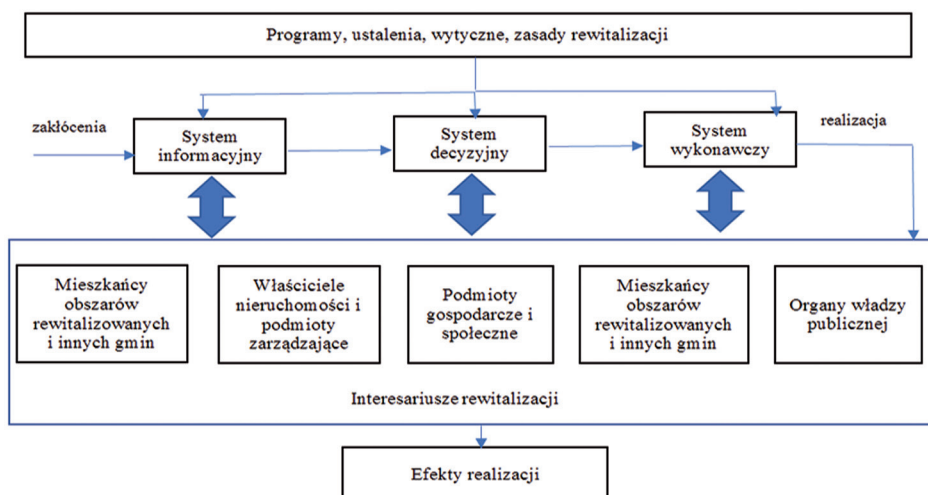 Programy, ustalenia, wytyczne, zasady rewitalizacji
zakłócenia
System
informacyjny
System
decyzyjny
System
wykonawczy
realizacja
Mieszkańcy
obszarów
rewitalizowanych
i innych gmin
Właściciele
nieruchomości i
podmioty
zarządzające
Podmioty
gospodarcze i
społeczne
Mieszkańcy
obszarów
rewitalizowanych
i innych gmin
Organy władzy
publicznej
Interesariusze rewitalizacji
Efekty realizacji